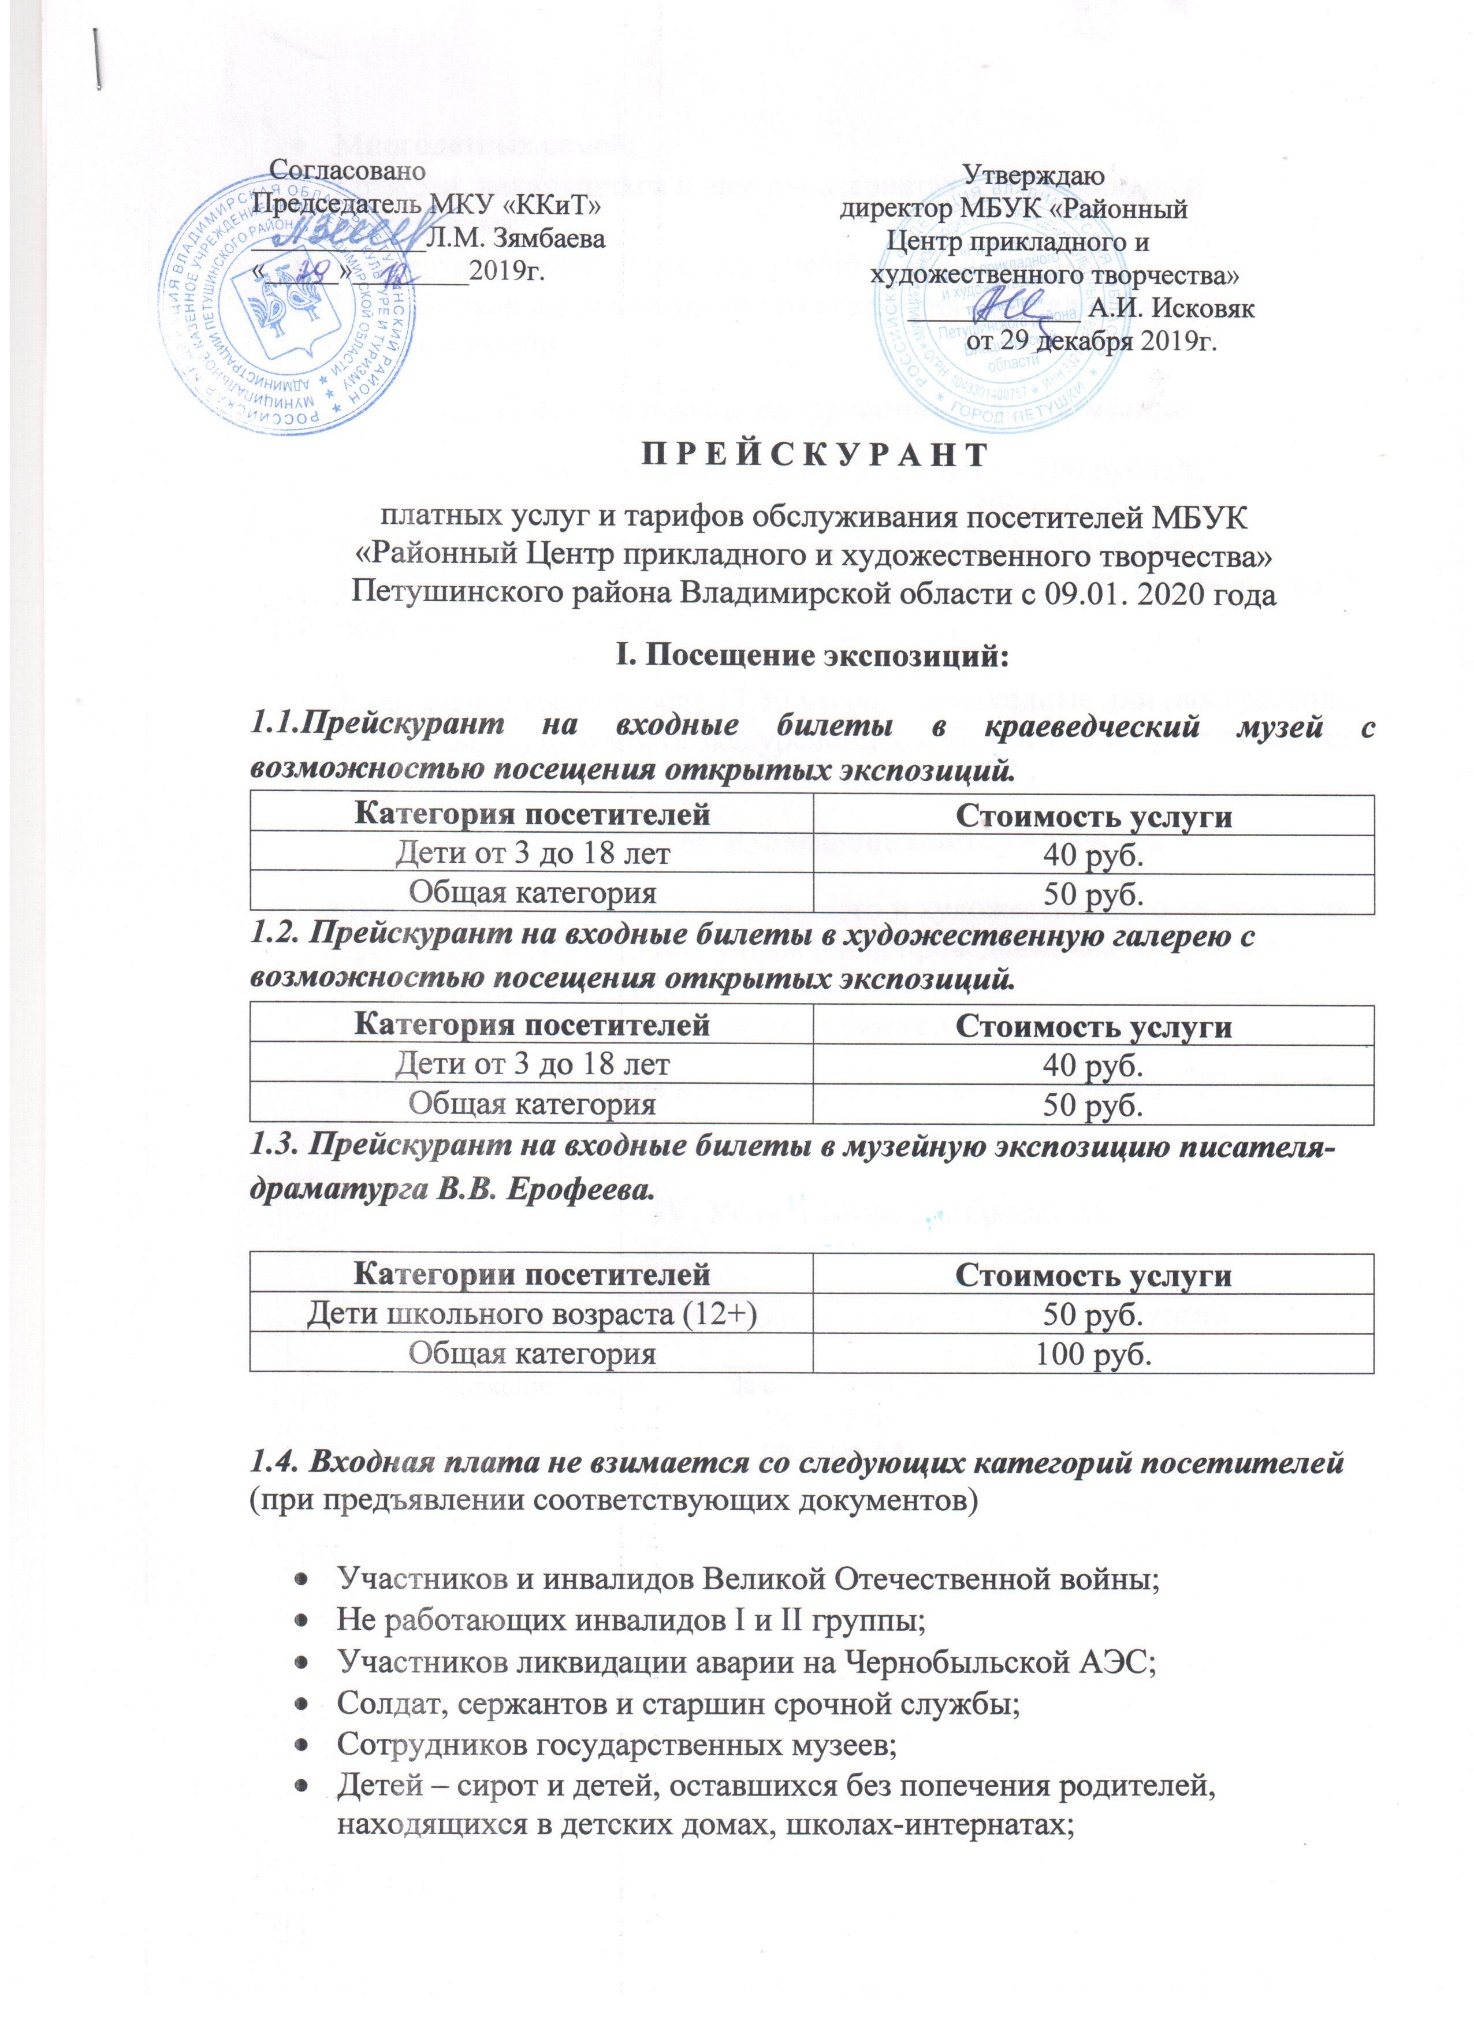 Согласовано
Председатель МКУ «ККиТ»
____________Л.М. Зямбаева
«_29_»__12____2019г.
Утверждаю
директор МБУК «Районный
Центр прикладного и
художественного творчества»
____________ А.И. Исковяк
от 29 декабря 2019г.
П Р Е Й С К У Р А Н Т
платных услуг и тарифов обслуживания посетителей МБУК
«Районный Центр прикладного и художественного творчества»
Петушинского района Владимирской области с 09.01. 2020 года
I. Посещение экспозиций:
1.1.Прейскурант на входные билеты в краеведческий музей с
возможностью посещения открытых экспозиций.
Категория посетителей Стоимость услуги
Дети от 3 до 18 лет 40 руб.
Общая категория 50 руб.
1.2. Прейскурант на входные билеты в художественную галерею с
возможностью посещения открытых экспозиций.
Категория посетителей Стоимость услуги
Дети от 3 до 18 лет 40 руб.
Общая категория 50 руб.
1.3. Прейскурант на входные билеты в музейную экспозицию писателя-
драматурга В.В. Ерофеева.
Категории посетителей Стоимость услуги
Дети школьного возраста (12+) 50 руб.
Общая категория 100 руб.
1.4. Входная плата не взимается со следующих категорий посетителей
(при предъявлении соответствующих документов)
• Участников и инвалидов Великой Отечественной войны;
• Не работающих инвалидов I и II группы;
• Участников ликвидации аварии на Чернобыльской АЭС;
• Солдат, сержантов и старшин срочной службы;
• Сотрудников государственных музеев;
• Детей – сирот и детей, оставшихся без попечения родителей,
находящихся в детских домах, школах-интернатах;